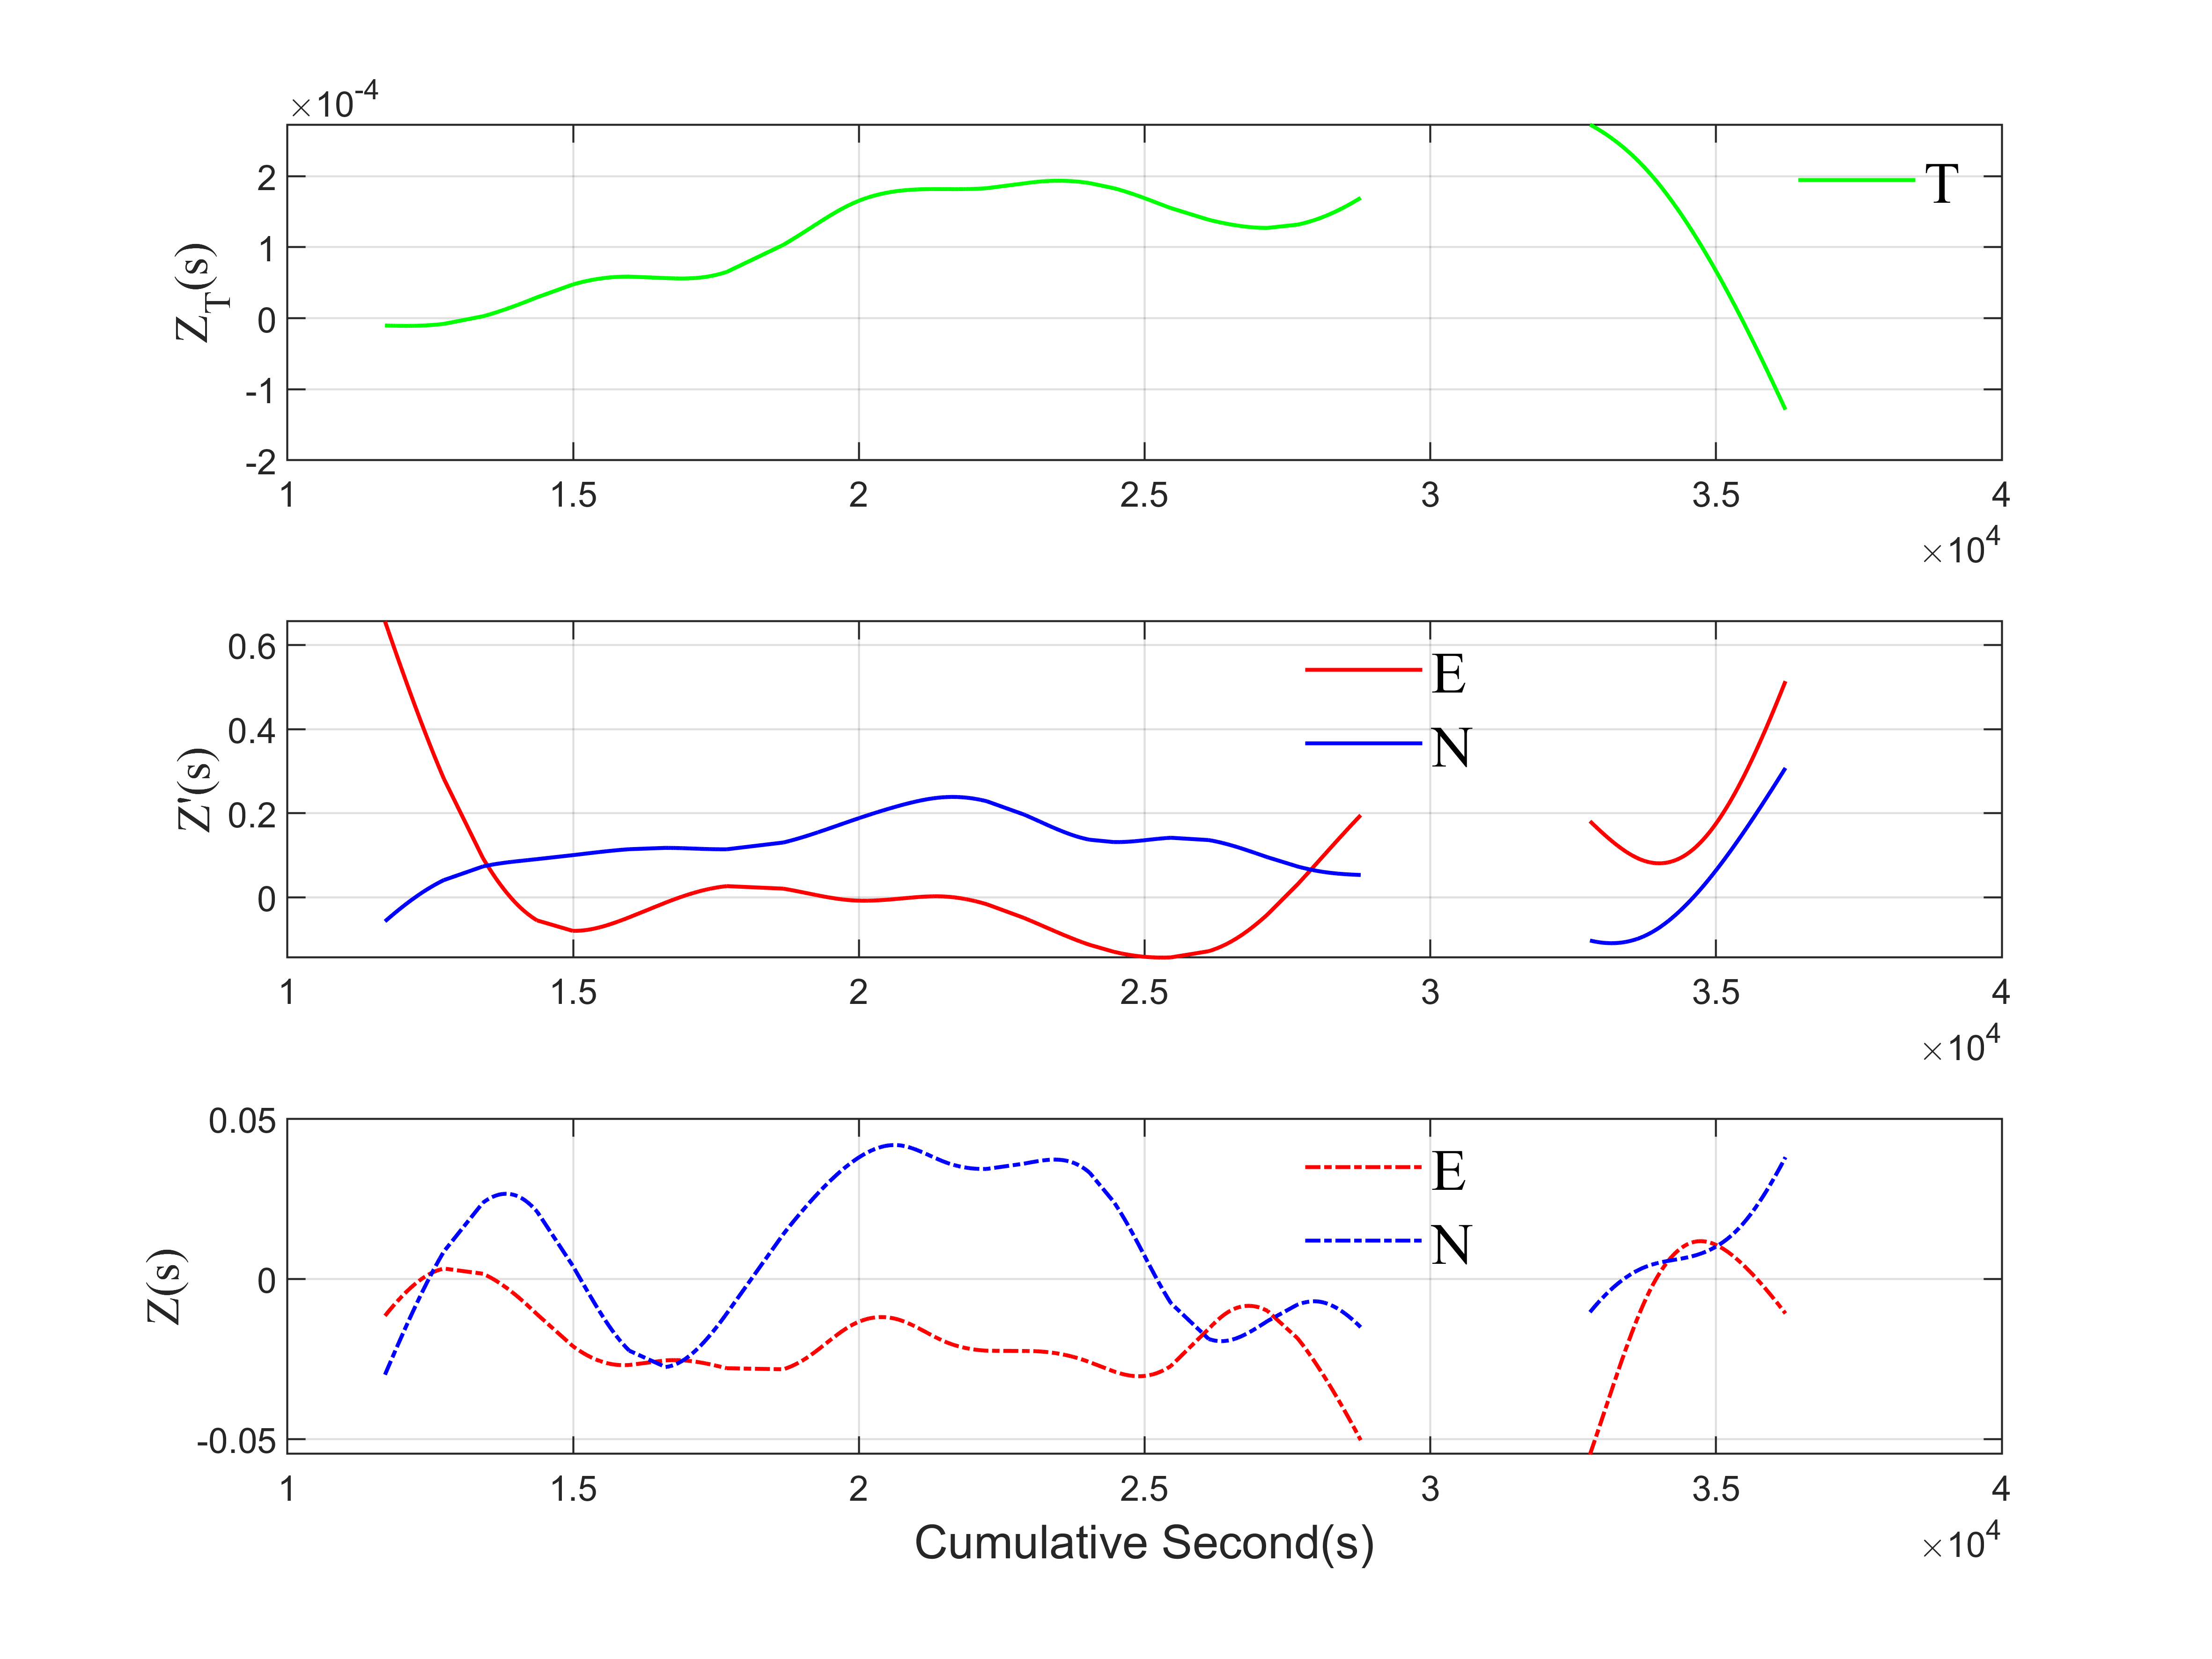 ×10-4
2
1
0
-1
-2
Z_T(s)
T
1 1.5 2 2.5 3 3.5 4
×10^4
0.6
0.4
0.2
0
Z'(s)
E
N
1 1.5 2 2.5 3 3.5 4
×10^4
0.05
0
-0.05
Z(s)
E
N
1 1.5 2 2.5 3 3.5 4
Cumulative Second(s)
×10^4